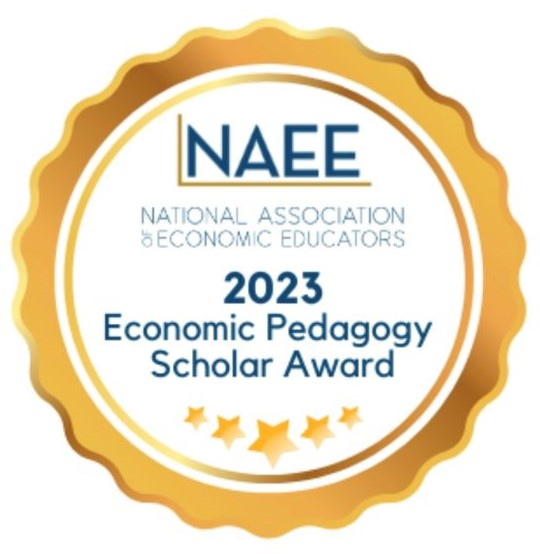 NAEE
NATIONAL ASSOCIATION
OF ECONOMIC EDUCATORS
2023
Economic Pedagogy
Scholar Award